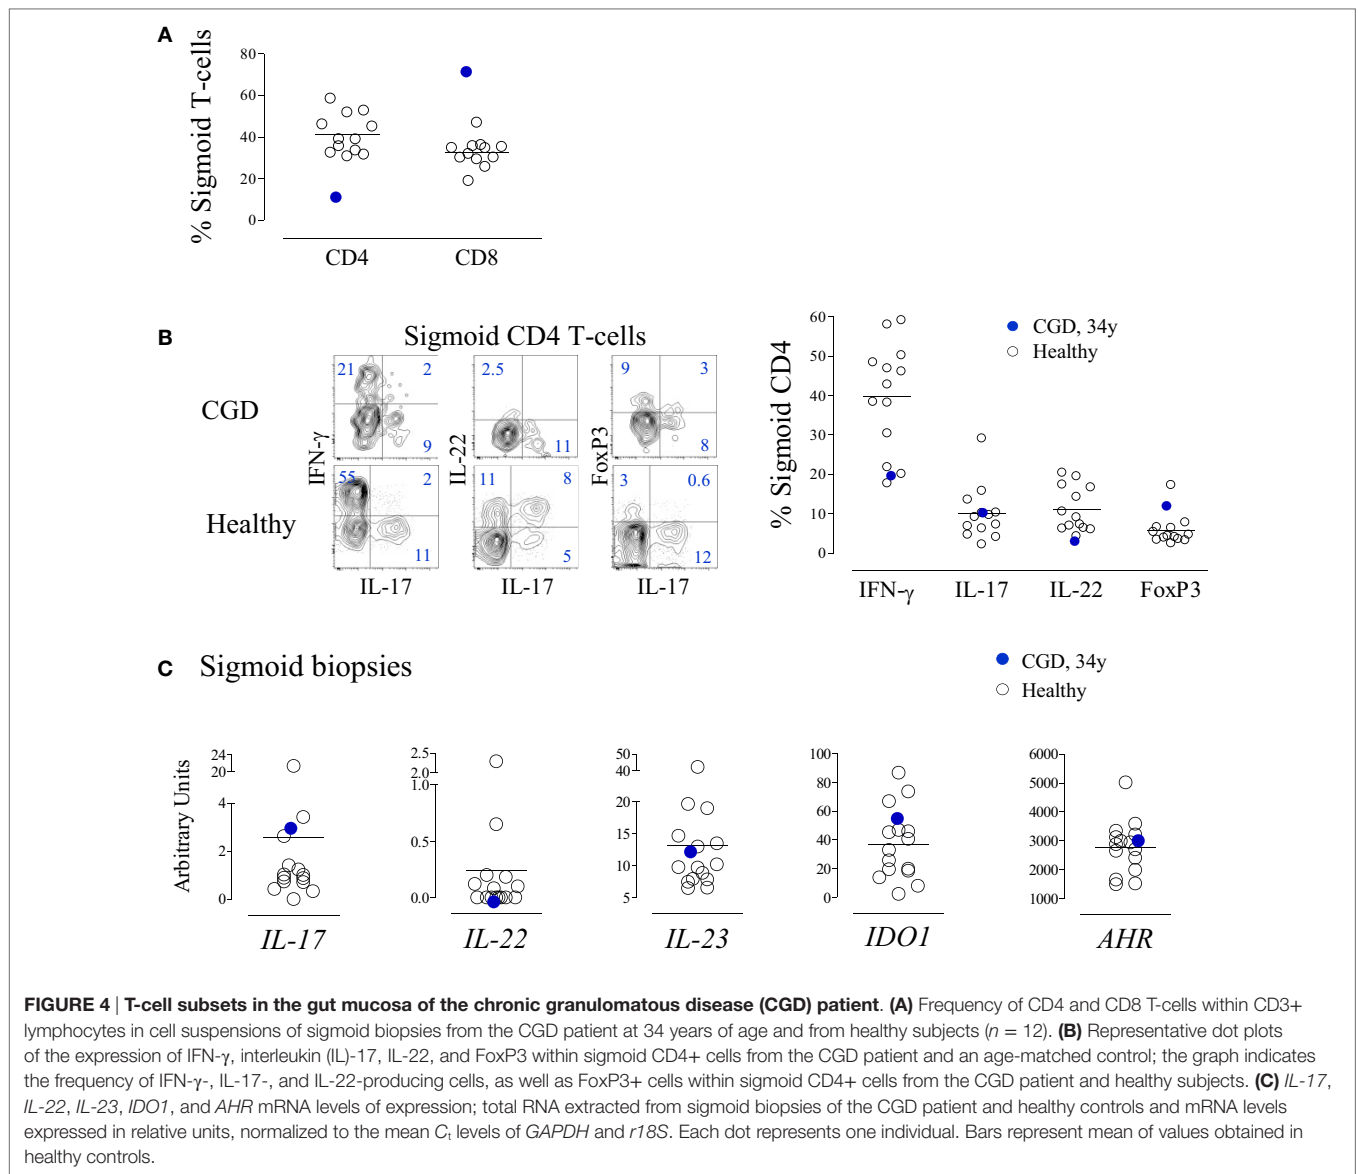 A
% Sigmoid T-cells
80
60
40
20
0
CD4
CD8
B
Sigmoid CD4 T-cells
CGD
Healthy
IFN-γ
21
2
9
55
2
11
IL-17
IL-22
2.5
11
11
8
5
IL-17
FoxP3
9
3
8
3
0.6
12
IL-17
% Sigmoid CD4
60
50
40
30
20
10
0
IFN-γ
IL-17
IL-22
FoxP3
CGD, 34y
Healthy
C
Sigmoid biopsies
CGD, 34y
Healthy
Arbitrary Units
24
20
4
2
0
IL-17
2.5
2.0
1.0
0.5
0.0
IL-22
50
40
20
15
10
5
IL-23
100
80
60
40
20
0
IDO1
6000
5000
4000
3000
2000
1000
AHR
FIGURE 4 | T-cell subsets in the gut mucosa of the chronic granulomatous disease (CGD) patient. (A) Frequency of CD4 and CD8 T-cells within CD3+
lymphocytes in cell suspensions of sigmoid biopsies from the CGD patient at 34 years of age and from healthy subjects (n = 12). (B) Representative dot plots
of the expression of IFN-γ, interleukin (IL)-17, IL-22, and FoxP3 within sigmoid CD4+ cells from the CGD patient and an age-matched control; the graph indicates
the frequency of IFN-γ-, IL-17-, and IL-22-producing cells, as well as FoxP3+ cells within sigmoid CD4+ cells from the CGD patient and healthy subjects. (C) IL-17,
IL-22, IL-23, IDO1, and AHR mRNA levels of expression; total RNA extracted from sigmoid biopsies of the CGD patient and healthy controls and mRNA levels
expressed in relative units, normalized to the mean Ct levels of GAPDH and r18S. Each dot represents one individual. Bars represent mean of values obtained in
healthy controls.